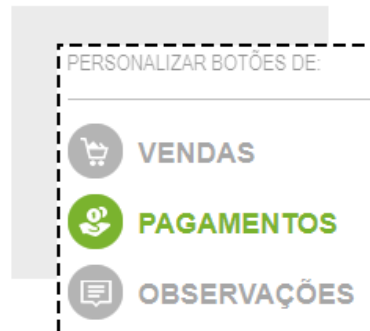 PERSONALIZAR BOTÕES DE:
VENDAS
PAGAMENTOS
OBSERVAÇÕES